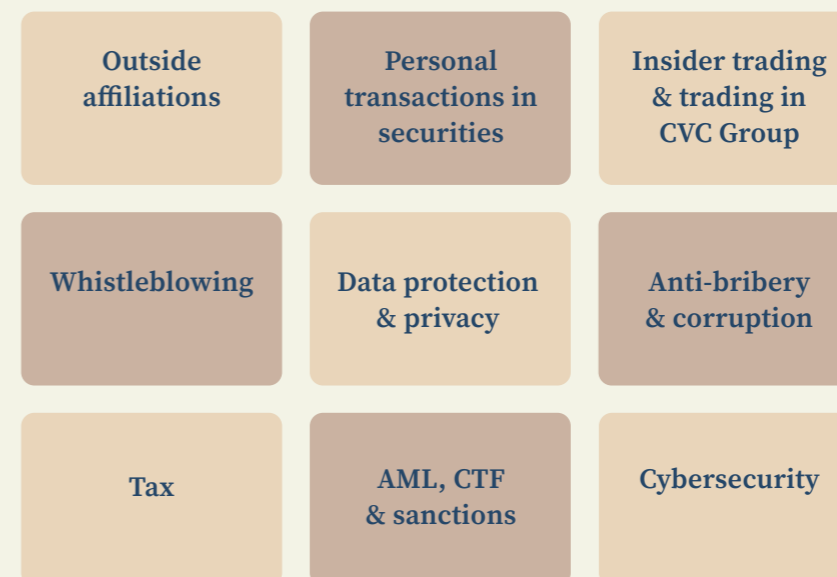 Outside
affiliations
Personal
transactions in
securities
Insider trading
& trading in
CVC Group
Whistleblowing
Data protection
& privacy
Anti-bribery
& corruption
Tax
AML, CTF
& sanctions
Cybersecurity